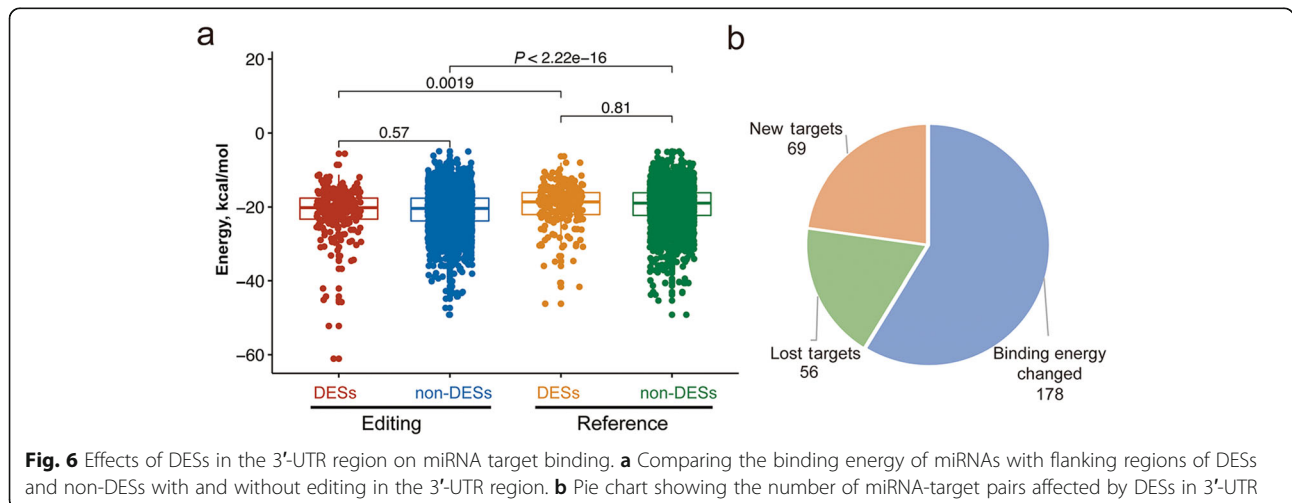 a
b
20
0
−20
−40
−60
Energy, kcal/mol
P < 2.22e−16
0.0019
0.81
0.57
DESs
non-DESs
DESs
non-DESs
Editing
Reference
New targets
69
Lost targets
56
Binding energy
changed
178
Fig. 6 Effects of DESs in the 3′-UTR region on miRNA target binding. a Comparing the binding energy of miRNAs with flanking regions of DESs
and non-DESs with and without editing in the 3′-UTR region. b Pie chart showing the number of miRNA-target pairs affected by DESs in 3′-UTR